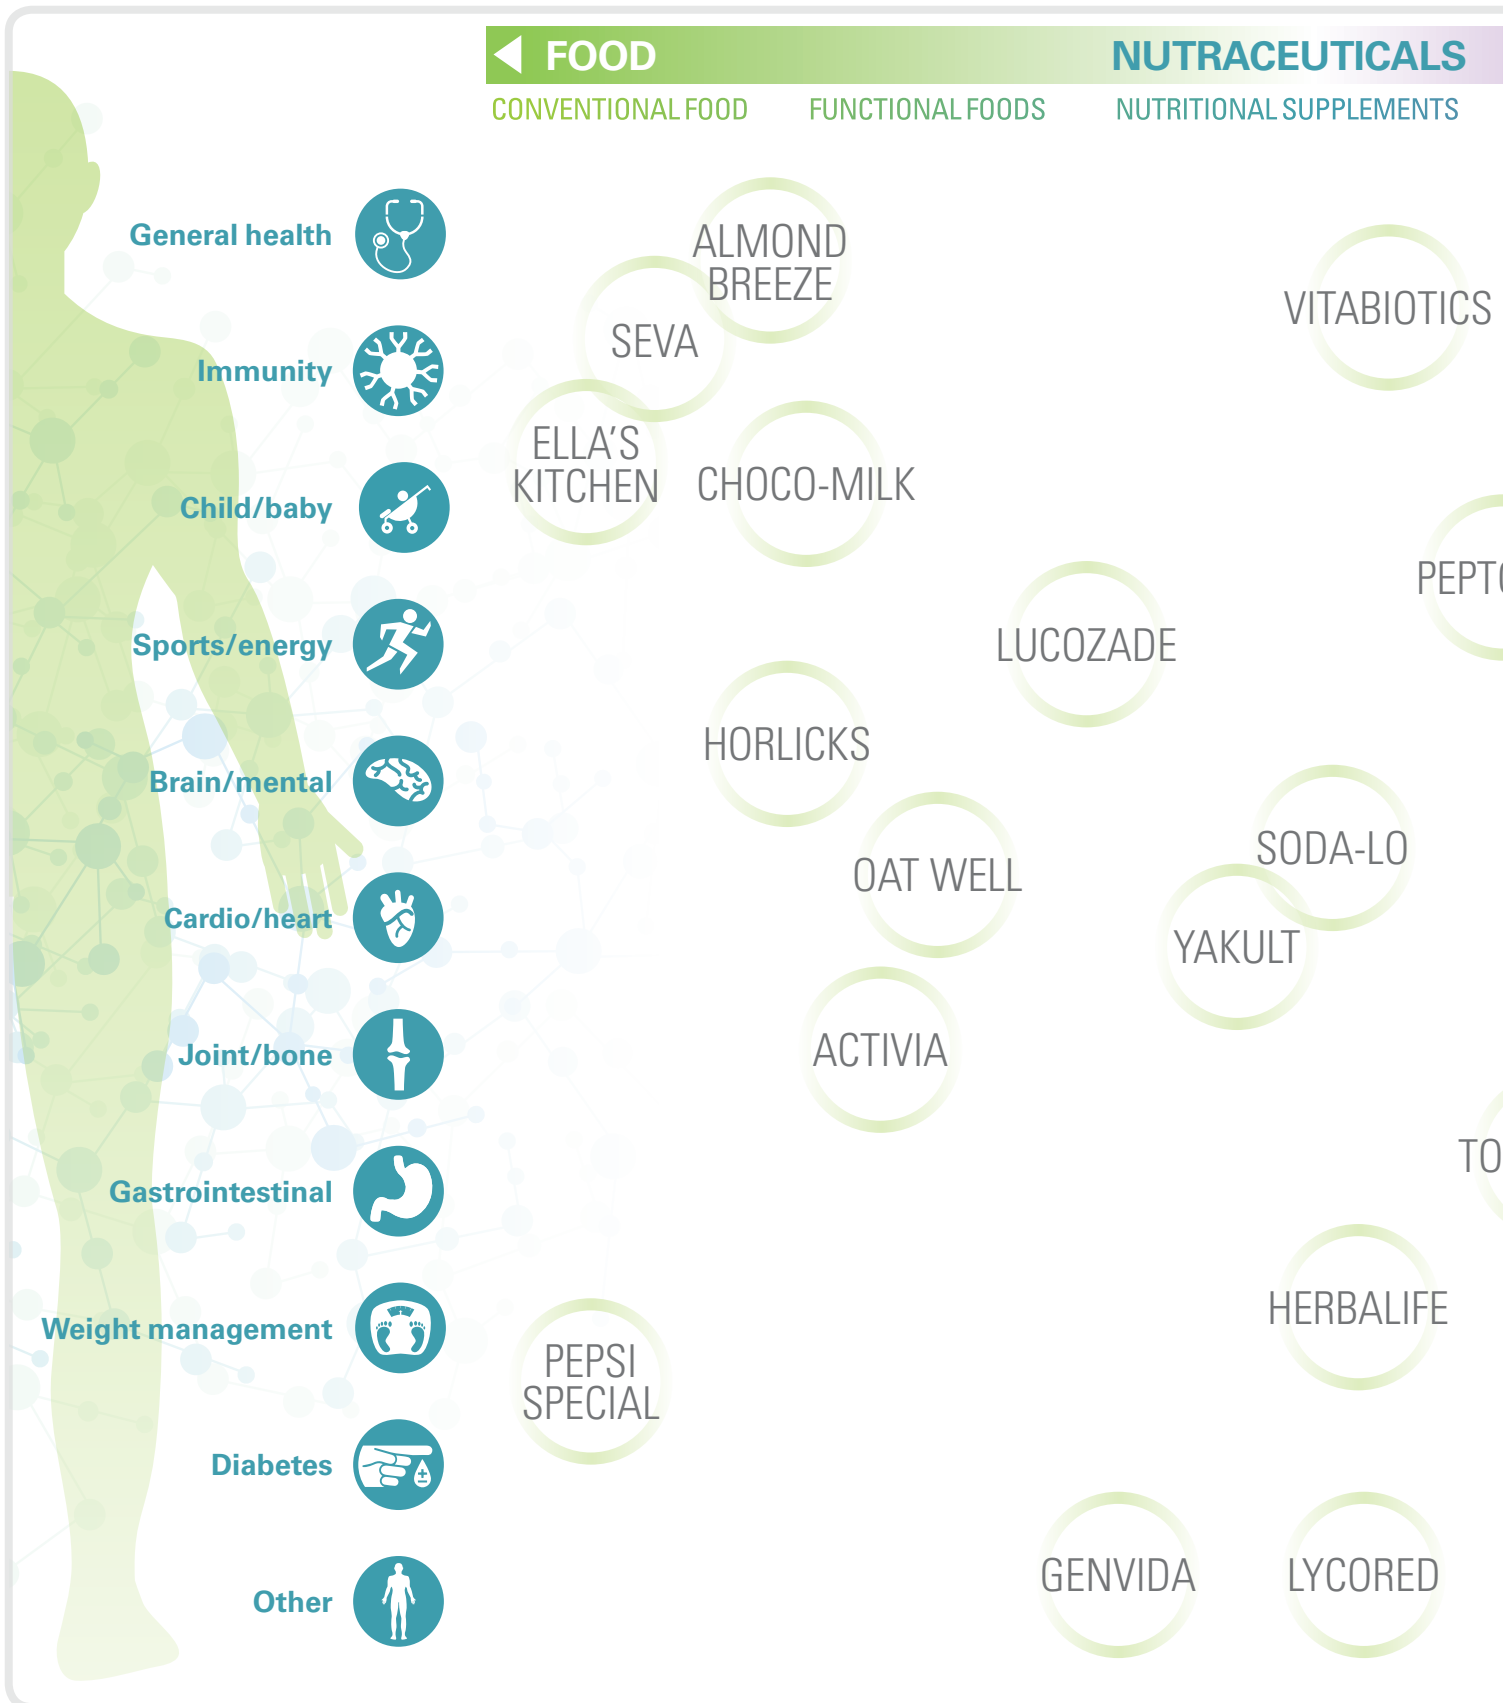 FOOD
NUTRACEUTICALS
CONVENTIONAL FOOD
FUNCTIONAL FOODS
NUTRITIONAL SUPPLEMENTS
General health
ALMOND
BREEZE
VITABIOTICS
SEVA
Immunity
ELLA'S
KITCHEN
CHOCO-MILK
Child/baby
LUCOZADE
Sports/energy
HORLICKS
Brain/mental
SODA-LO
OAT WELL
Cardio/heart
YAKULT
ACTIVIA
Joint/bone
TO
Gastrointestinal
HERBALIFE
Weight management
PEPSI
SPECIAL
Diabetes
GENVIDA
LYCORED
Other